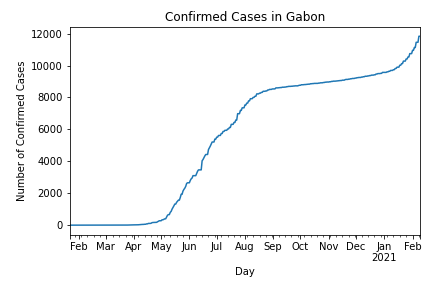 Confirmed Cases in Gabon
12000
10000
8000
6000
4000
2000
0
Number of Confirmed Cases
Feb Mar Apr May Jun Jul Aug Sep Oct Nov Dec Jan Feb
2021
Day